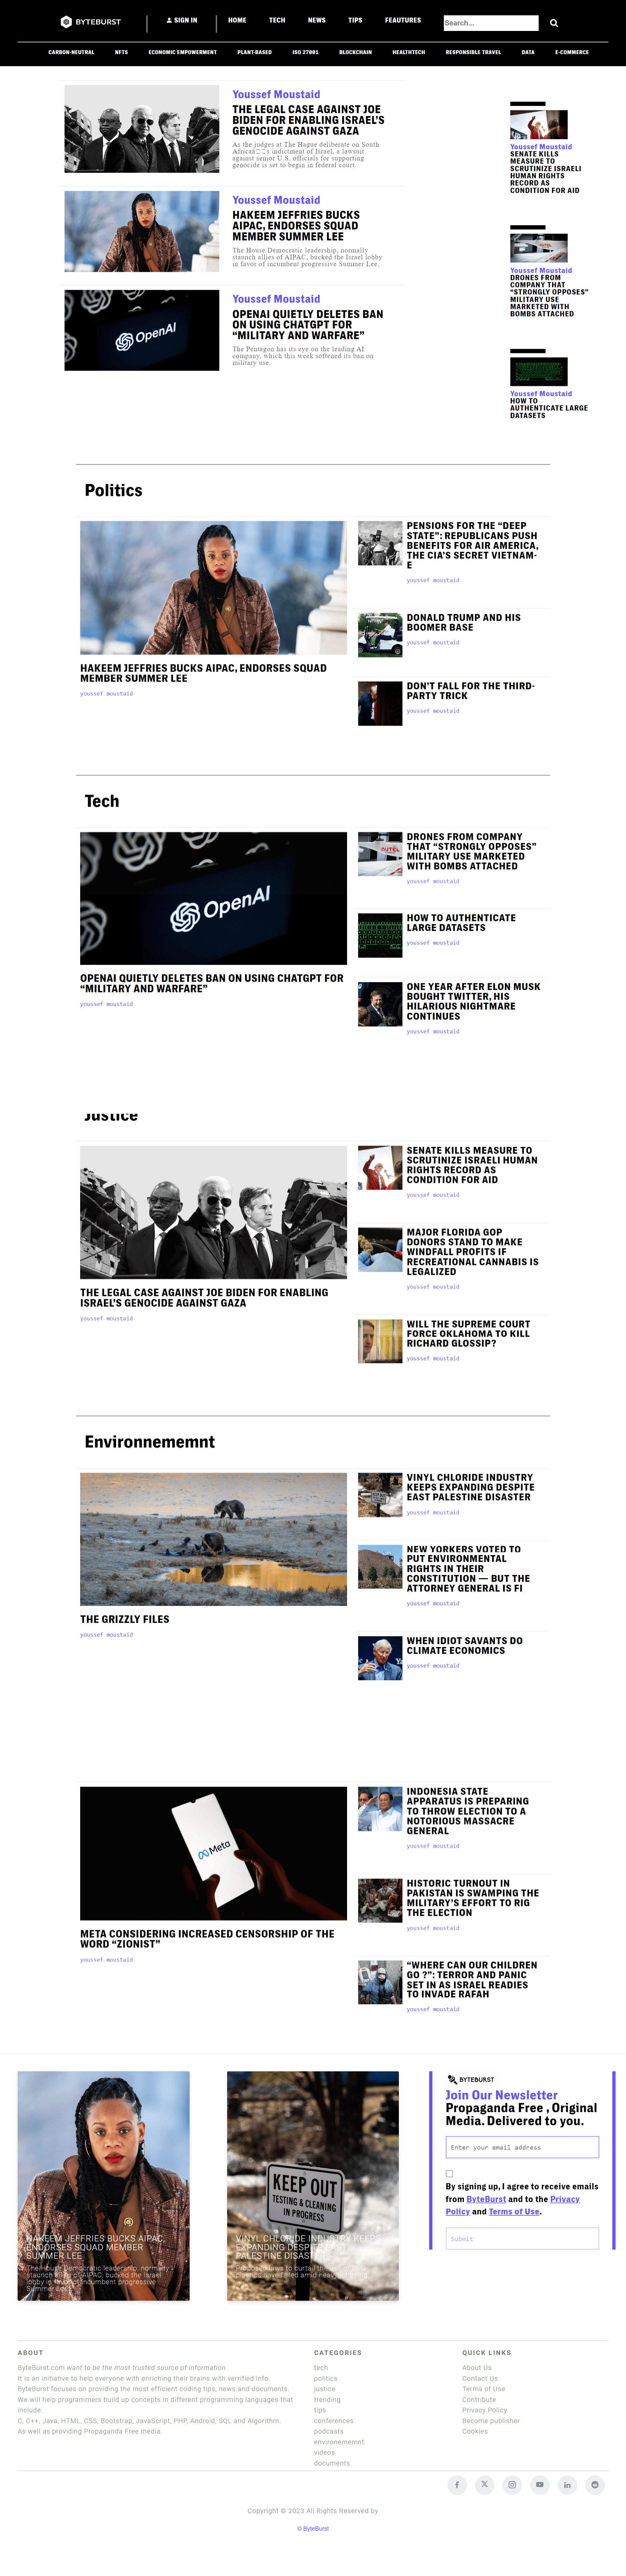 BYTEBURST
SIGN IN
HOME
TECH
NEWS
TIPS
FEAUTURES
Search...
CARBON-NEUTRAL
NFTS
ECONOMIC EMPOWERMENT
PLANT-BASED
ISO 27001
BLOCKCHAIN
HEALTHTECH
RESPONSIBLE TRAVEL
DATA
E-COMMERCE
Youssef Moustaid
THE LEGAL CASE AGAINST JOE
BIDEN FOR ENABLING ISRAEL'S
GENOCIDE AGAINST GAZA
As the judges at The Hague deliberate on South
indictment of Israel, a lawsuit
against senior U.S. officials for supporting
genocide is set to begin in federal court.
Youssef Moustaid
HAKEEM JEFFRIES BUCKS
AIPAC, ENDORSES SQUAD
MEMBER SUMMER LEE
The House Democratic leadership, normally
staunch allies of AIPAC, bucked the Israel lobby
in favor of incumbent progressive Summer Lee.
OpenAI
Youssef Moustaid
OPENAI QUIETLY DELETES BAN
ON USING CHATGPT FOR
“MILITARY AND WARFARE”
The Pentagon has its eye on the leading AI
company, which this week softened its ban on
military use.
Youssef Moustaid
SENATE KILLS
MEASURE TO
SCRUTINIZE ISRAELI
HUMAN RIGHTS
RECORD AS
CONDITION FOR AID
Youssef Moustaid
DRONES FROM
COMPANY THAT
“STRONGLY OPPOSES”
MILITARY USE
MARKETED WITH
BOMBS ATTACHED
Youssef Moustaid
HOW TO
AUTHENTICATE LARGE
DATASETS
Politics
HAKEEM JEFFRIES BUCKS AIPAC, ENDORSES SQUAD
MEMBER SUMMER LEE
youssef moustaid
PENSIONS FOR THE “DEEP
STATE”: REPUBLICANS PUSH
BENEFITS FOR AIR AMERICA,
THE CIA’S SECRET VIETNAM-
E
youssef moustaid
DONALD TRUMP AND HIS
BOOMER BASE
youssef moustaid
DON’T FALL FOR THE THIRD-
PARTY TRICK
youssef moustaid
Tech
OpenAI
OPENAI QUIETLY DELETES BAN ON USING CHATGPT FOR
“MILITARY AND WARFARE”
youssef moustaid
AUTEL
DRONES FROM COMPANY
THAT “STRONGLY OPPOSES”
MILITARY USE MARKETED
WITH BOMBS ATTACHED
youssef moustaid
HOW TO AUTHENTICATE
LARGE DATASETS
youssef moustaid
ONE YEAR AFTER ELON MUSK
BOUGHT TWITTER, HIS
HILARIOUS NIGHTMARE
CONTINUES
youssef moustaid
Justice
THE LEGAL CASE AGAINST JOE BIDEN FOR ENABLING
ISRAEL’S GENOCIDE AGAINST GAZA
youssef moustaid
SENATE KILLS MEASURE TO
SCRUTINIZE ISRAELI HUMAN
RIGHTS RECORD AS
CONDITION FOR AID
youssef moustaid
MAJOR FLORIDA GOP
DONORS STAND TO MAKE
WINDFALL PROFITS IF
RECREATIONAL CANNABIS IS
LEGALIZED
youssef moustaid
WILL THE SUPREME COURT
FORCE OKLAHOMA TO KILL
RICHARD GLOSSIP?
youssef moustaid
Environnememnt
THE GRIZZLY FILES
youssef moustaid
VINYL CHLORIDE INDUSTRY
KEEPS EXPANDING DESPITE
EAST PALESTINE DISASTER
youssef moustaid
NEW YORKERS VOTED TO
PUT ENVIRONMENTAL
RIGHTS IN THEIR
CONSTITUTION — BUT THE
ATTORNEY GENERAL IS FI
youssef moustaid
WHEN IDIOT SAVANTS DO
CLIMATE ECONOMICS
youssef moustaid
Meta
META CONSIDERING INCREASED CENSORSHIP OF THE
WORD “ZIONIST”
youssef moustaid
INDONESIA STATE
APPARATUS IS PREPARING
TO THROW ELECTION TO A
NOTORIOUS MASSACRE
GENERAL
youssef moustaid
HISTORIC TURNOUT IN
PAKISTAN IS SWAMPING THE
MILITARY’S EFFORT TO RIG
THE ELECTION
youssef moustaid
“WHERE CAN OUR CHILDREN
GO ?”: TERROR AND PANIC
SET IN AS ISRAEL READIES
TO INVADE RAFAH
youssef moustaid
HAKEEM JEFFRIES BUCKS AIPAC,
ENDORSES SQUAD MEMBER
SUMMER LEE
The House Democratic leadership, normally
staunch allies of AIPAC, bucked the Israel
lobby in favor of incumbent progressive
Summer Lee.
KEEP OUT
TESTING & CLEANING
IN PROGRESS
VINYL CHLORIDE INDUSTRY KEEPS
EXPANDING DESPITE
PALESTINE DISASTER
BYTEBURST
Join Our Newsletter
Propaganda Free , Original
Media. Delivered to you.
Enter your email address
By signing up, I agree to receive emails
from ByteBurst and to the Privacy
Policy and Terms of Use.
Submit
ABOUT
ByteBurst.com want to be the most trusted source of information
It is an initiative to help everyone with enriching their brains with verrified info.
ByteBurst focuses on providing the most efficient coding tips, news and documents.
We will help programmers build up concepts in different programming languages that
include:
C, C++, Java, HTML, CSS, Bootstrap, JavaScript, PHP, Android, SQL and Algorithm.
As well as providing Propaganda Free media.
CATEGORIES
tech
politics
justice
trending
tips
conferences
podcasts
environememnt
videos
documents
QUICK LINKS
About Us
Contact Us
Terms of Use
Contribute
Privacy Policy
Become publisher
Cookies
Copyright © 2023 All Rights Reserved by
© ByteBurst